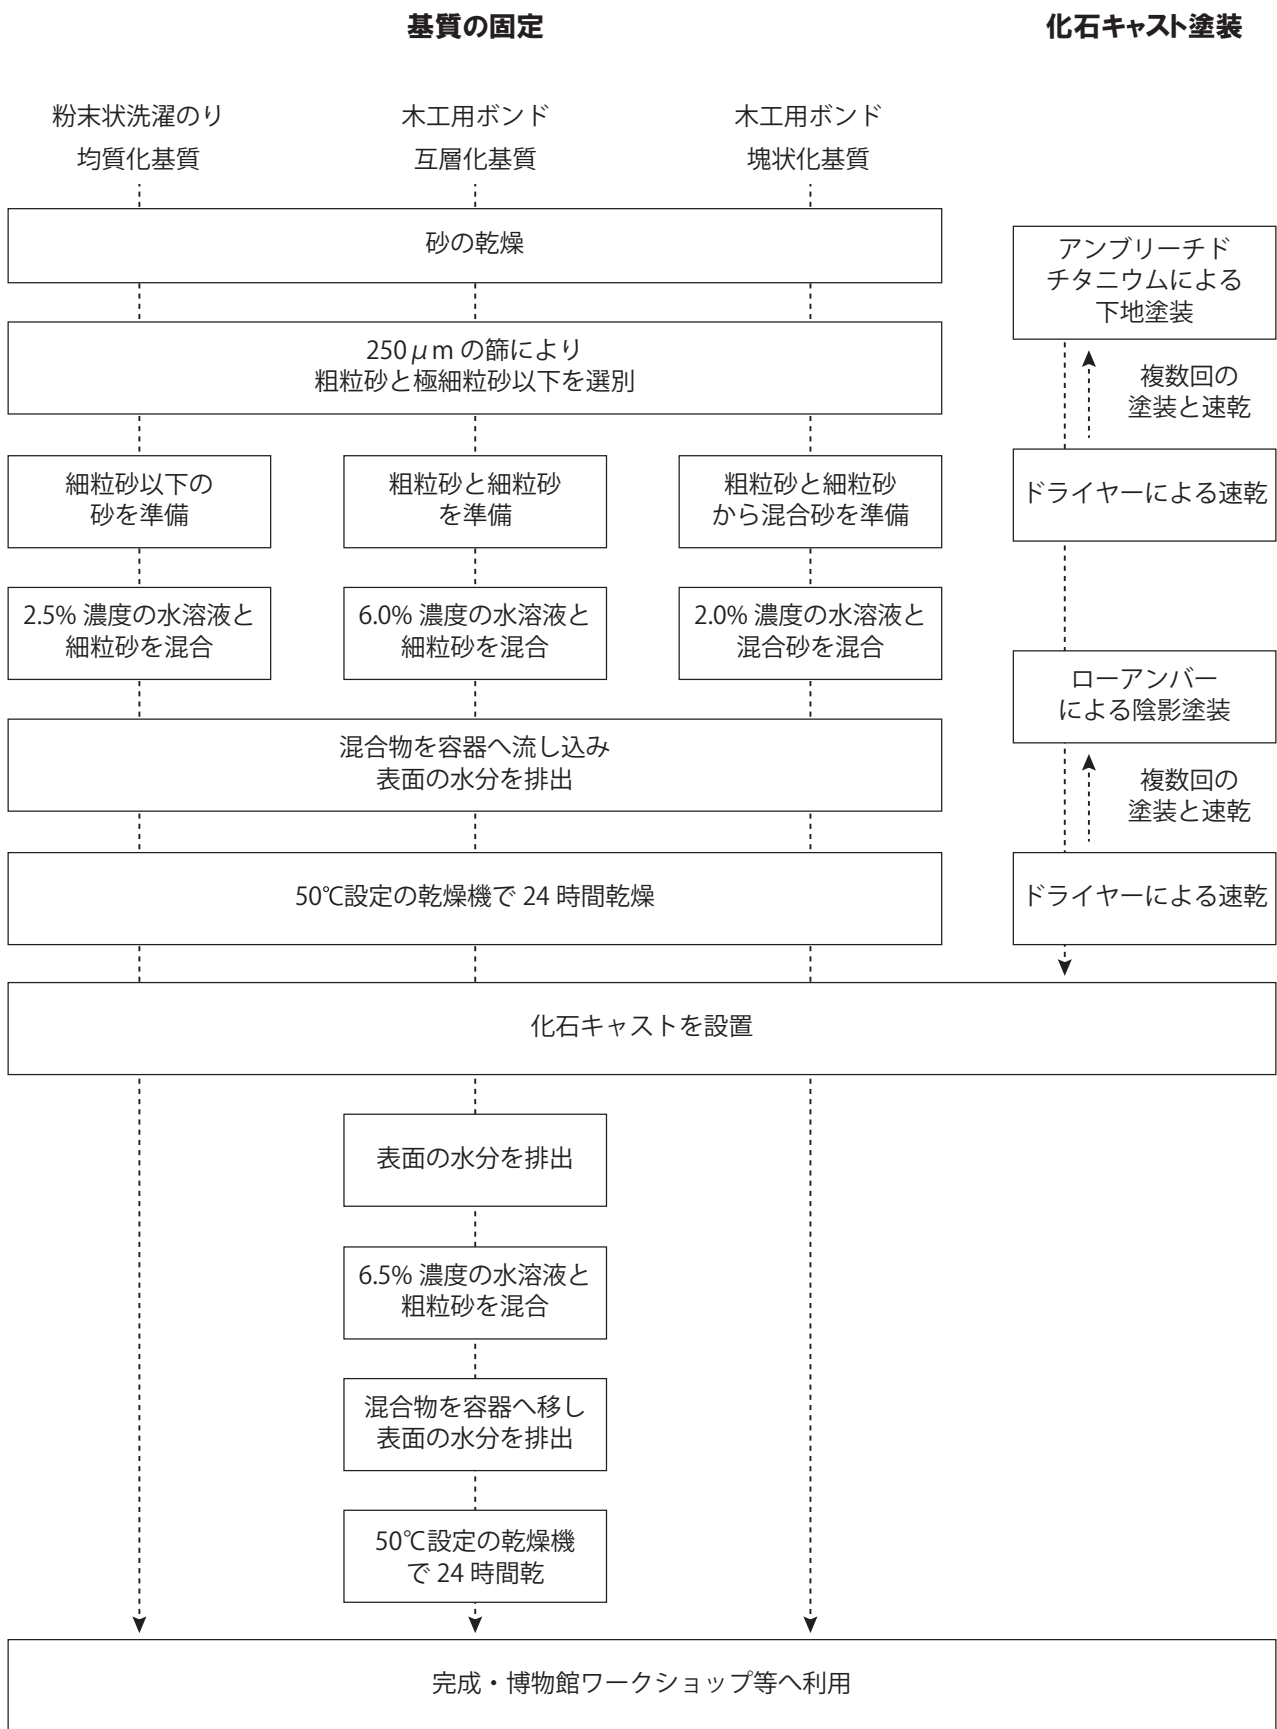 基質の固定
化石キャスト塗装
粉末状洗濯のり
均質化基質
木工用ボンド
互層化基質
木工用ボンド
塊状化基質
砂の乾燥
250μmの篩により
粗粒砂と極細粒砂以下を選別
細粒砂以下の
砂を準備
粗粒砂と細粒砂
を準備
粗粒砂と細粒砂
から混合砂を準備
2.5% 濃度の水溶液と
細粒砂を混合
6.0% 濃度の水溶液と
細粒砂を混合
2.0% 濃度の水溶液と
混合砂を混合
混合物を容器へ流し込み
表面の水分を排出
50℃設定の乾燥機で 24 時間乾燥
アンブリーチド
チタニウムによる
下地塗装
複数回の
塗装と速乾
ドライヤーによる速乾
ローアンバー
による陰影塗装
複数回の
塗装と速乾
ドライヤーによる速乾
化石キャストを設置
表面の水分を排出
6.5% 濃度の水溶液と
粗粒砂を混合
混合物を容器へ移し
表面の水分を排出
50℃設定の乾燥機
で 24 時間乾
完成・博物館ワークショップ等へ利用